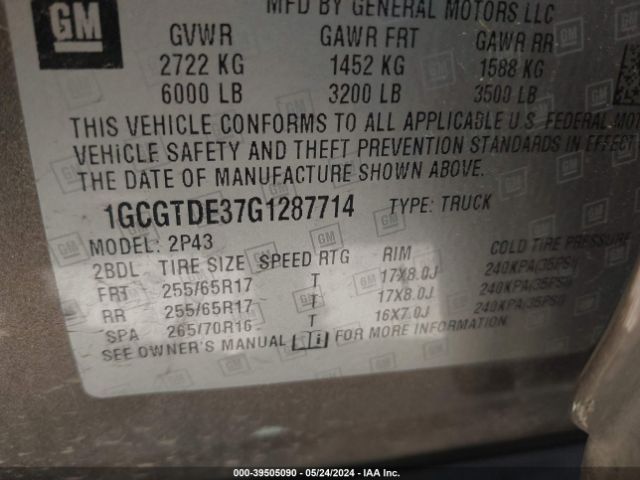 GM
MFD BY GENERAL MOTORS LLC
GVWR GAWR FRT GAWR RR
2722 KG 1452 KG 1588 KG
6000 LB 3200 LB 3500 LB
THIS VEHICLE CONFORMS TO ALL APPLICABLE U.S. FEDERAL MOT
VEHICLE SAFETY AND THEFT PREVENTION STANDARDS IN EFFECT
THE DATE OF MANUFACTURE SHOWN ABOVE.
1GCGTDE37G1287714 TYPE: TRUCK
MODEL: 2P43
2BDL TIRE SIZE SPEED RTG RIM COLD TIRE PRESSURE
FRT 255/65R17 T 17X8.0J 240KPA(35PSI)
RR 255/65R17 T 17X8.0J 240KPA(35PSI)
SPA 265/70R16 T 16X7.0J 240KPA(35PSI)
SEE OWNER'S MANUAL i FOR MORE INFORMATION.
000-39505090 - 05/24/2024 - IAA Inc.